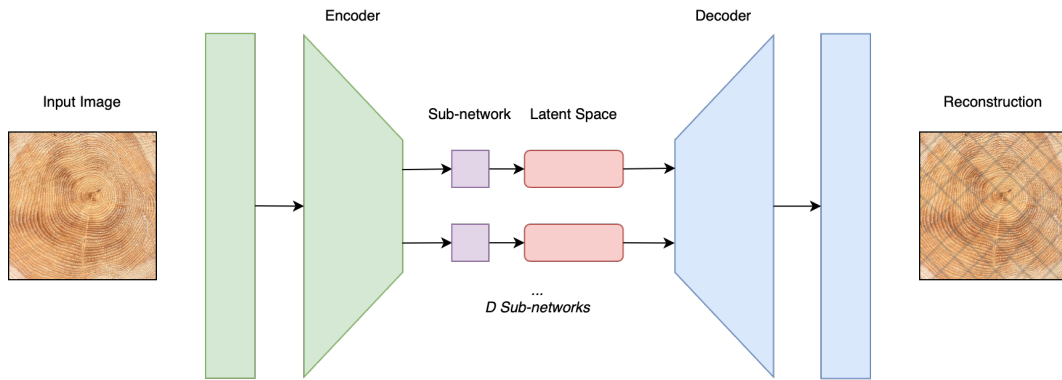 Encoder
Decoder
Input Image
Sub-network
Latent Space
Reconstruction
...
D Sub-networks